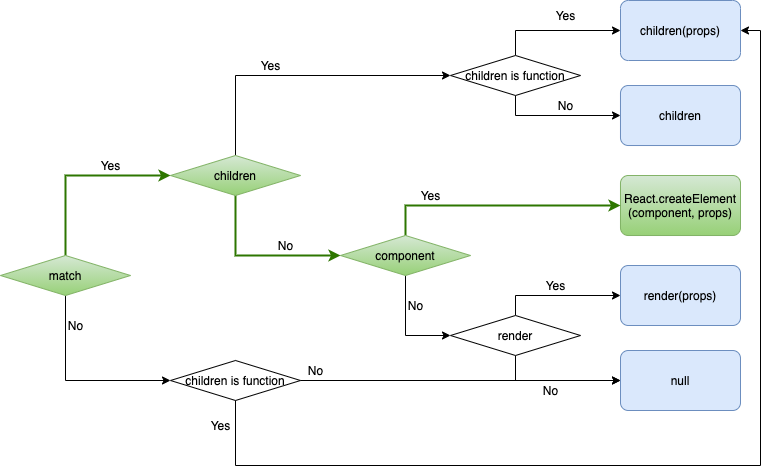 Yes
children(props)
Yes
children is function
No
children
Yes
children
Yes
React.createElement
(component, props)
No
component
match
Yes
render(props)
No
No
render
No
children is function
No
null
Yes